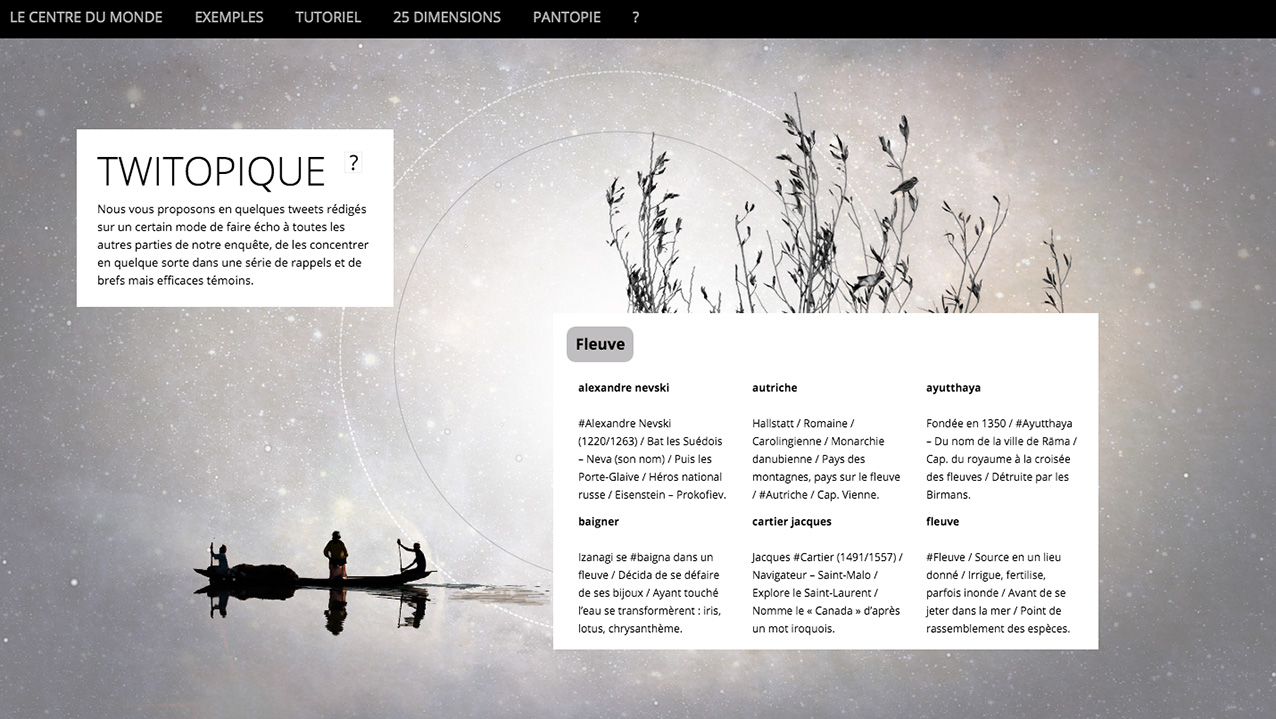 LE CENTRE DU MONDE EXEMPLES TUTORIEL 25 DIMENSIONS PANTOPIE ?
TWITOPIQUE ?
Nous vous proposons en quelques tweets rédigés
sur un certain mode de faire écho à toutes les
autres parties de notre enquête, de les concentrer
en quelque sorte dans une série de rappels et de
brefs mais efficaces témoins.
Fleuve
alexandre nevski
#Alexandre Nevski
(1220/1263) / Bat les Suédois
– Neva (son nom) / Puis les
Porte-Glaive / Héros national
russe / Eisenstein – Prokofiev.
autriche
Hallstatt / Romaine /
Carolingienne / Monarchie
danubienne / Pays des
montagnes, pays sur le fleuve
/ #Autriche / Cap. Vienne.
ayutthaya
Fondée en 1350 / #Ayutthaya
– Du nom de la ville de Rāma /
Cap. du royaume à la croisée
des fleuves / Détruite par les
Birmans.
baigner
Izanagi se #baigna dans un
fleuve / Décida de se défaire
de ses bijoux / Ayant touché
l'eau se transformèrent : iris,
lotus, chrysanthème.
cartier jacques
Jacques #Cartier (1491/1557) /
Navigateur – Saint-Malo /
Explore le Saint-Laurent /
Nomme le « Canada » d'après
un mot iroquois.
fleuve
#Fleuve / Source en un lieu
donné / Irrigue, fertilise,
parfois inonde / Avant de se
jeter dans la mer / Point de
rassemblement des espèces.